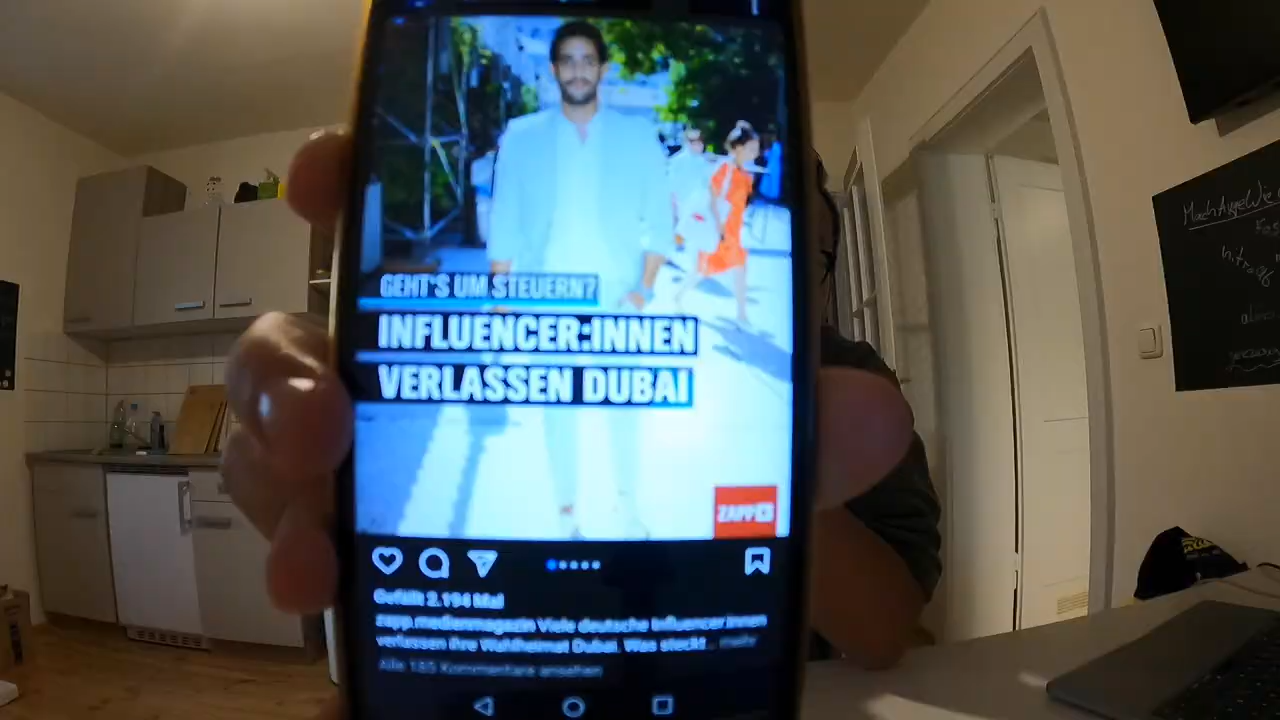 GEHT'S UM STEUERN?
INFLUENCER:INNEN
VERLASSEN DUBAI
ZAPP
Gefällt 2.194 Mal
zapp.medienmagazin Viele deutsche Influencer:innen
verlassen ihre Wahlheimat Dubai. Was steckt... mehr
Alle 185 Kommentare ansehen